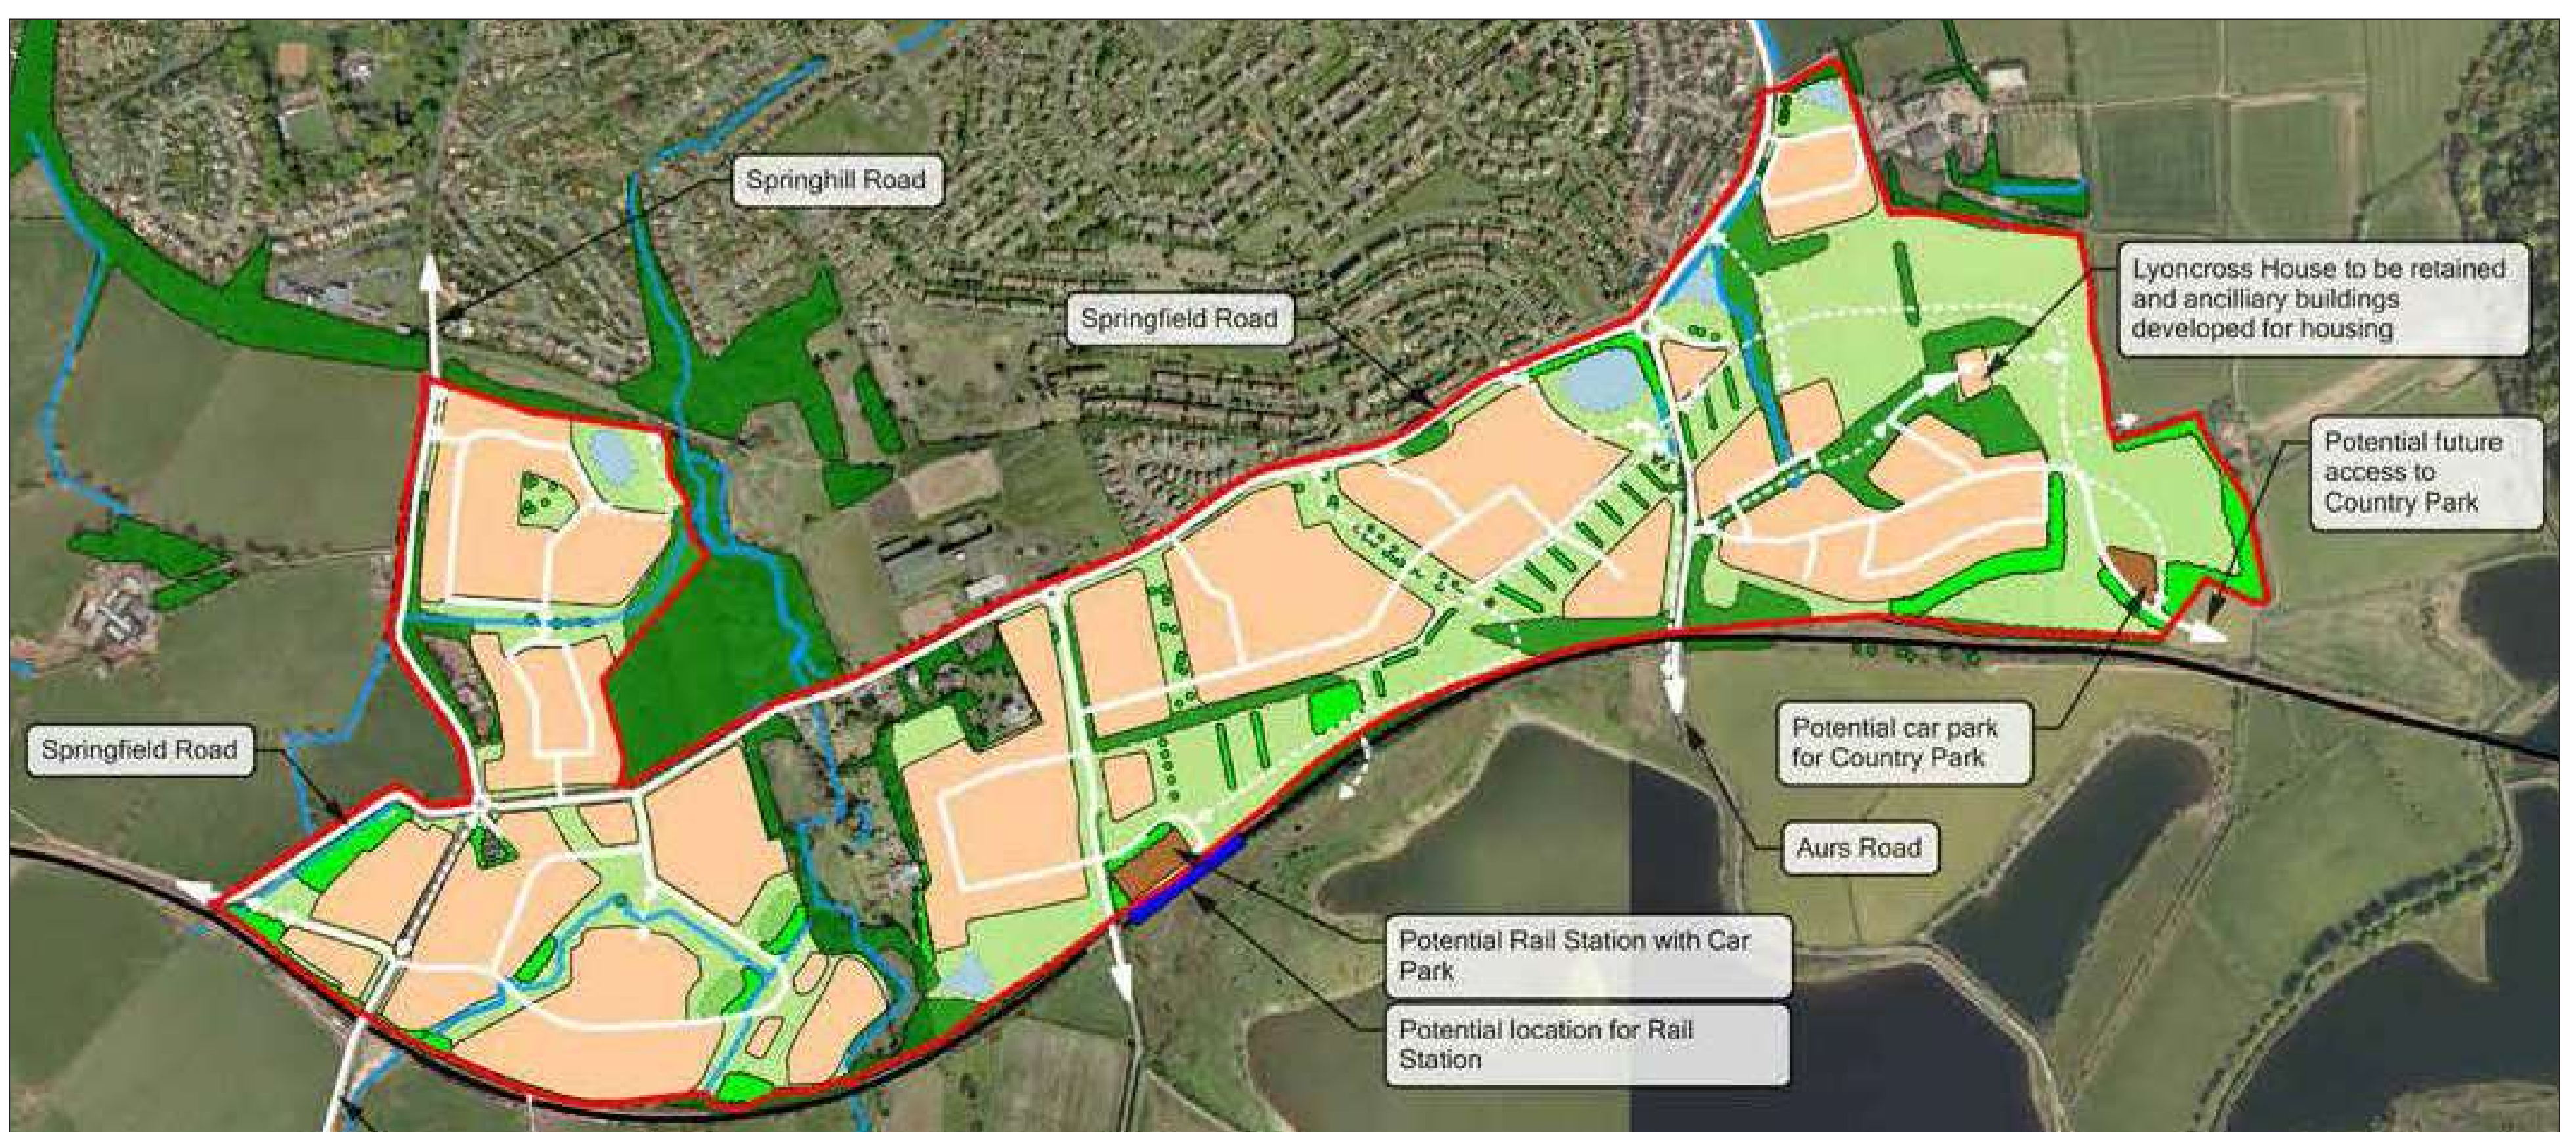 Springhill Road
Springfield Road
Lyoncross House to be retained
and ancilliary buildings
developed for housing
Potential future
access to
Country Park
Springfield Road
Potential car park
for Country Park
Aurs Road
Potential Rail Station with Car
Park
Potential location for Rail
Station